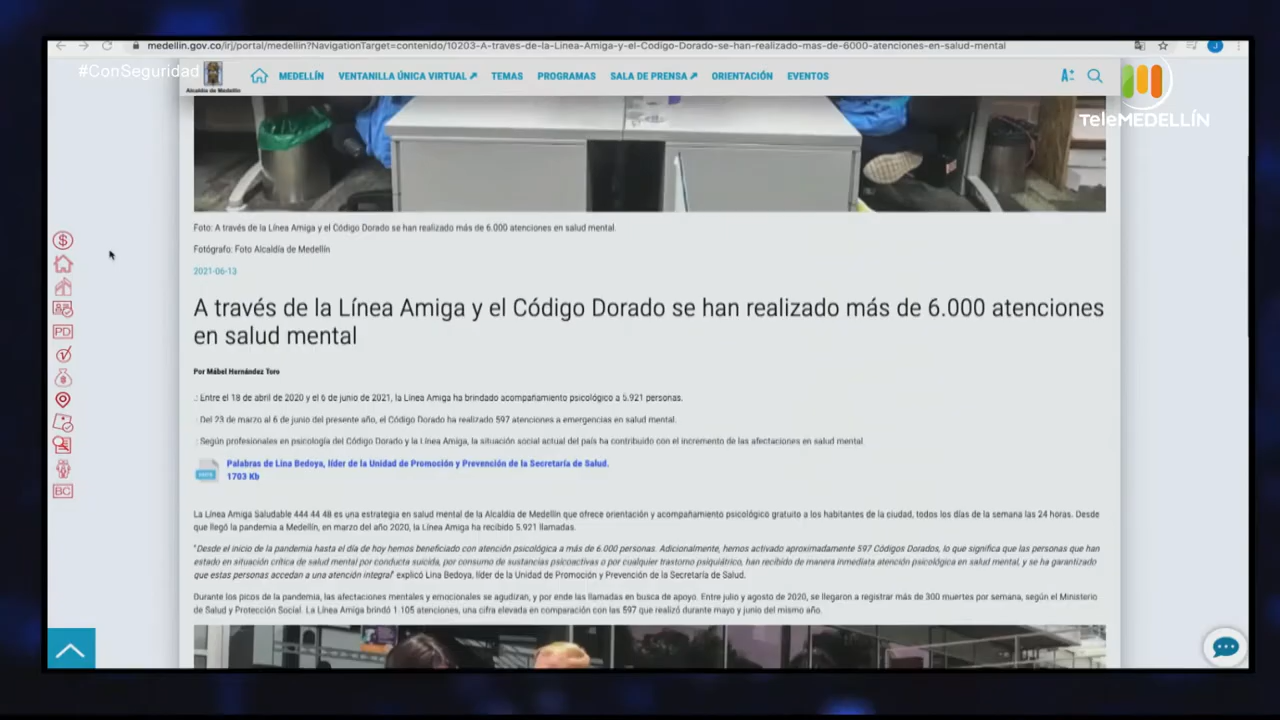 medellin.gov.co/irj/portal/medellin?NavigationTarget=contenido/10203-A-traves-de-la-Linea-Amiga-y-el-Codigo-Dorado-se-han-realizado-mas-de-6000-atenciones-en-salud-mental
J
#ConSeguridad
Alcaldía de Medellín
MEDELLÍN VENTANILLA ÚNICA VIRTUAL TEMAS PROGRAMAS SALA DE PRENSA ORIENTACIÓN EVENTOS
TeleMEDELLÍN
Foto: A través de la Línea Amiga y el Código Dorado se han realizado más de 6.000 atenciones en salud mental.
Fotógrafo: Foto Alcaldía de Medellín
2021-06-13
A través de la Línea Amiga y el Código Dorado se han realizado más de 6.000 atenciones
en salud mental
Por Mábel Hernández Toro
.: Entre el 18 de abril de 2020 y el 6 de junio de 2021, la Línea Amiga ha brindado acompañamiento psicológico a 5.921 personas.
: Del 23 de marzo al 6 de junio del presente año, el Código Dorado ha realizado 597 atenciones a emergencias en salud mental.
: Según profesionales en psicología del Código Dorado y la Línea Amiga, la situación social actual del país ha contribuido con el incremento de las afectaciones en salud mental
Palabras de Lina Bedoya, líder de la Unidad de Promoción y Prevención de la Secretaría de Salud.
1703 Kb
La Línea Amiga Saludable 444 44 48 es una estrategia en salud mental de la Alcaldía de Medellín que ofrece orientación y acompañamiento psicológico gratuito a los habitantes de la ciudad, todos los días de la semana las 24 horas. Desde
que llegó la pandemia a Medellín, en marzo del año 2020, la Línea Amiga ha recibido 5.921 llamadas.
"Desde el inicio de la pandemia hasta el día de hoy hemos beneficiado con atención psicológica a más de 6.000 personas. Adicionalmente, hemos activado aproximadamente 597 Códigos Dorados, lo que significa que las personas que han
estado en situación crítica de salud mental por conducta suicida, por consumo de sustancias psicoactivas o por cualquier trastorno psiquiátrico, han recibido de manera inmediata atención psicológica en salud mental, y se ha garantizado
que estas personas accedan a una atención integral" explicó Lina Bedoya, líder de la Unidad de Promoción y Prevención de la Secretaría de Salud.
Durante los picos de la pandemia, las afectaciones mentales y emocionales se agudizan, y por ende las llamadas en busca de apoyo. Entre julio y agosto de 2020, se llegaron a registrar más de 300 muertes por semana, según el Ministerio
de Salud y Protección Social. La Línea Amiga brindó 1.105 atenciones, una cifra elevada en comparación con las 597 que realizó durante mayo y junio del mismo año.
PD
BC